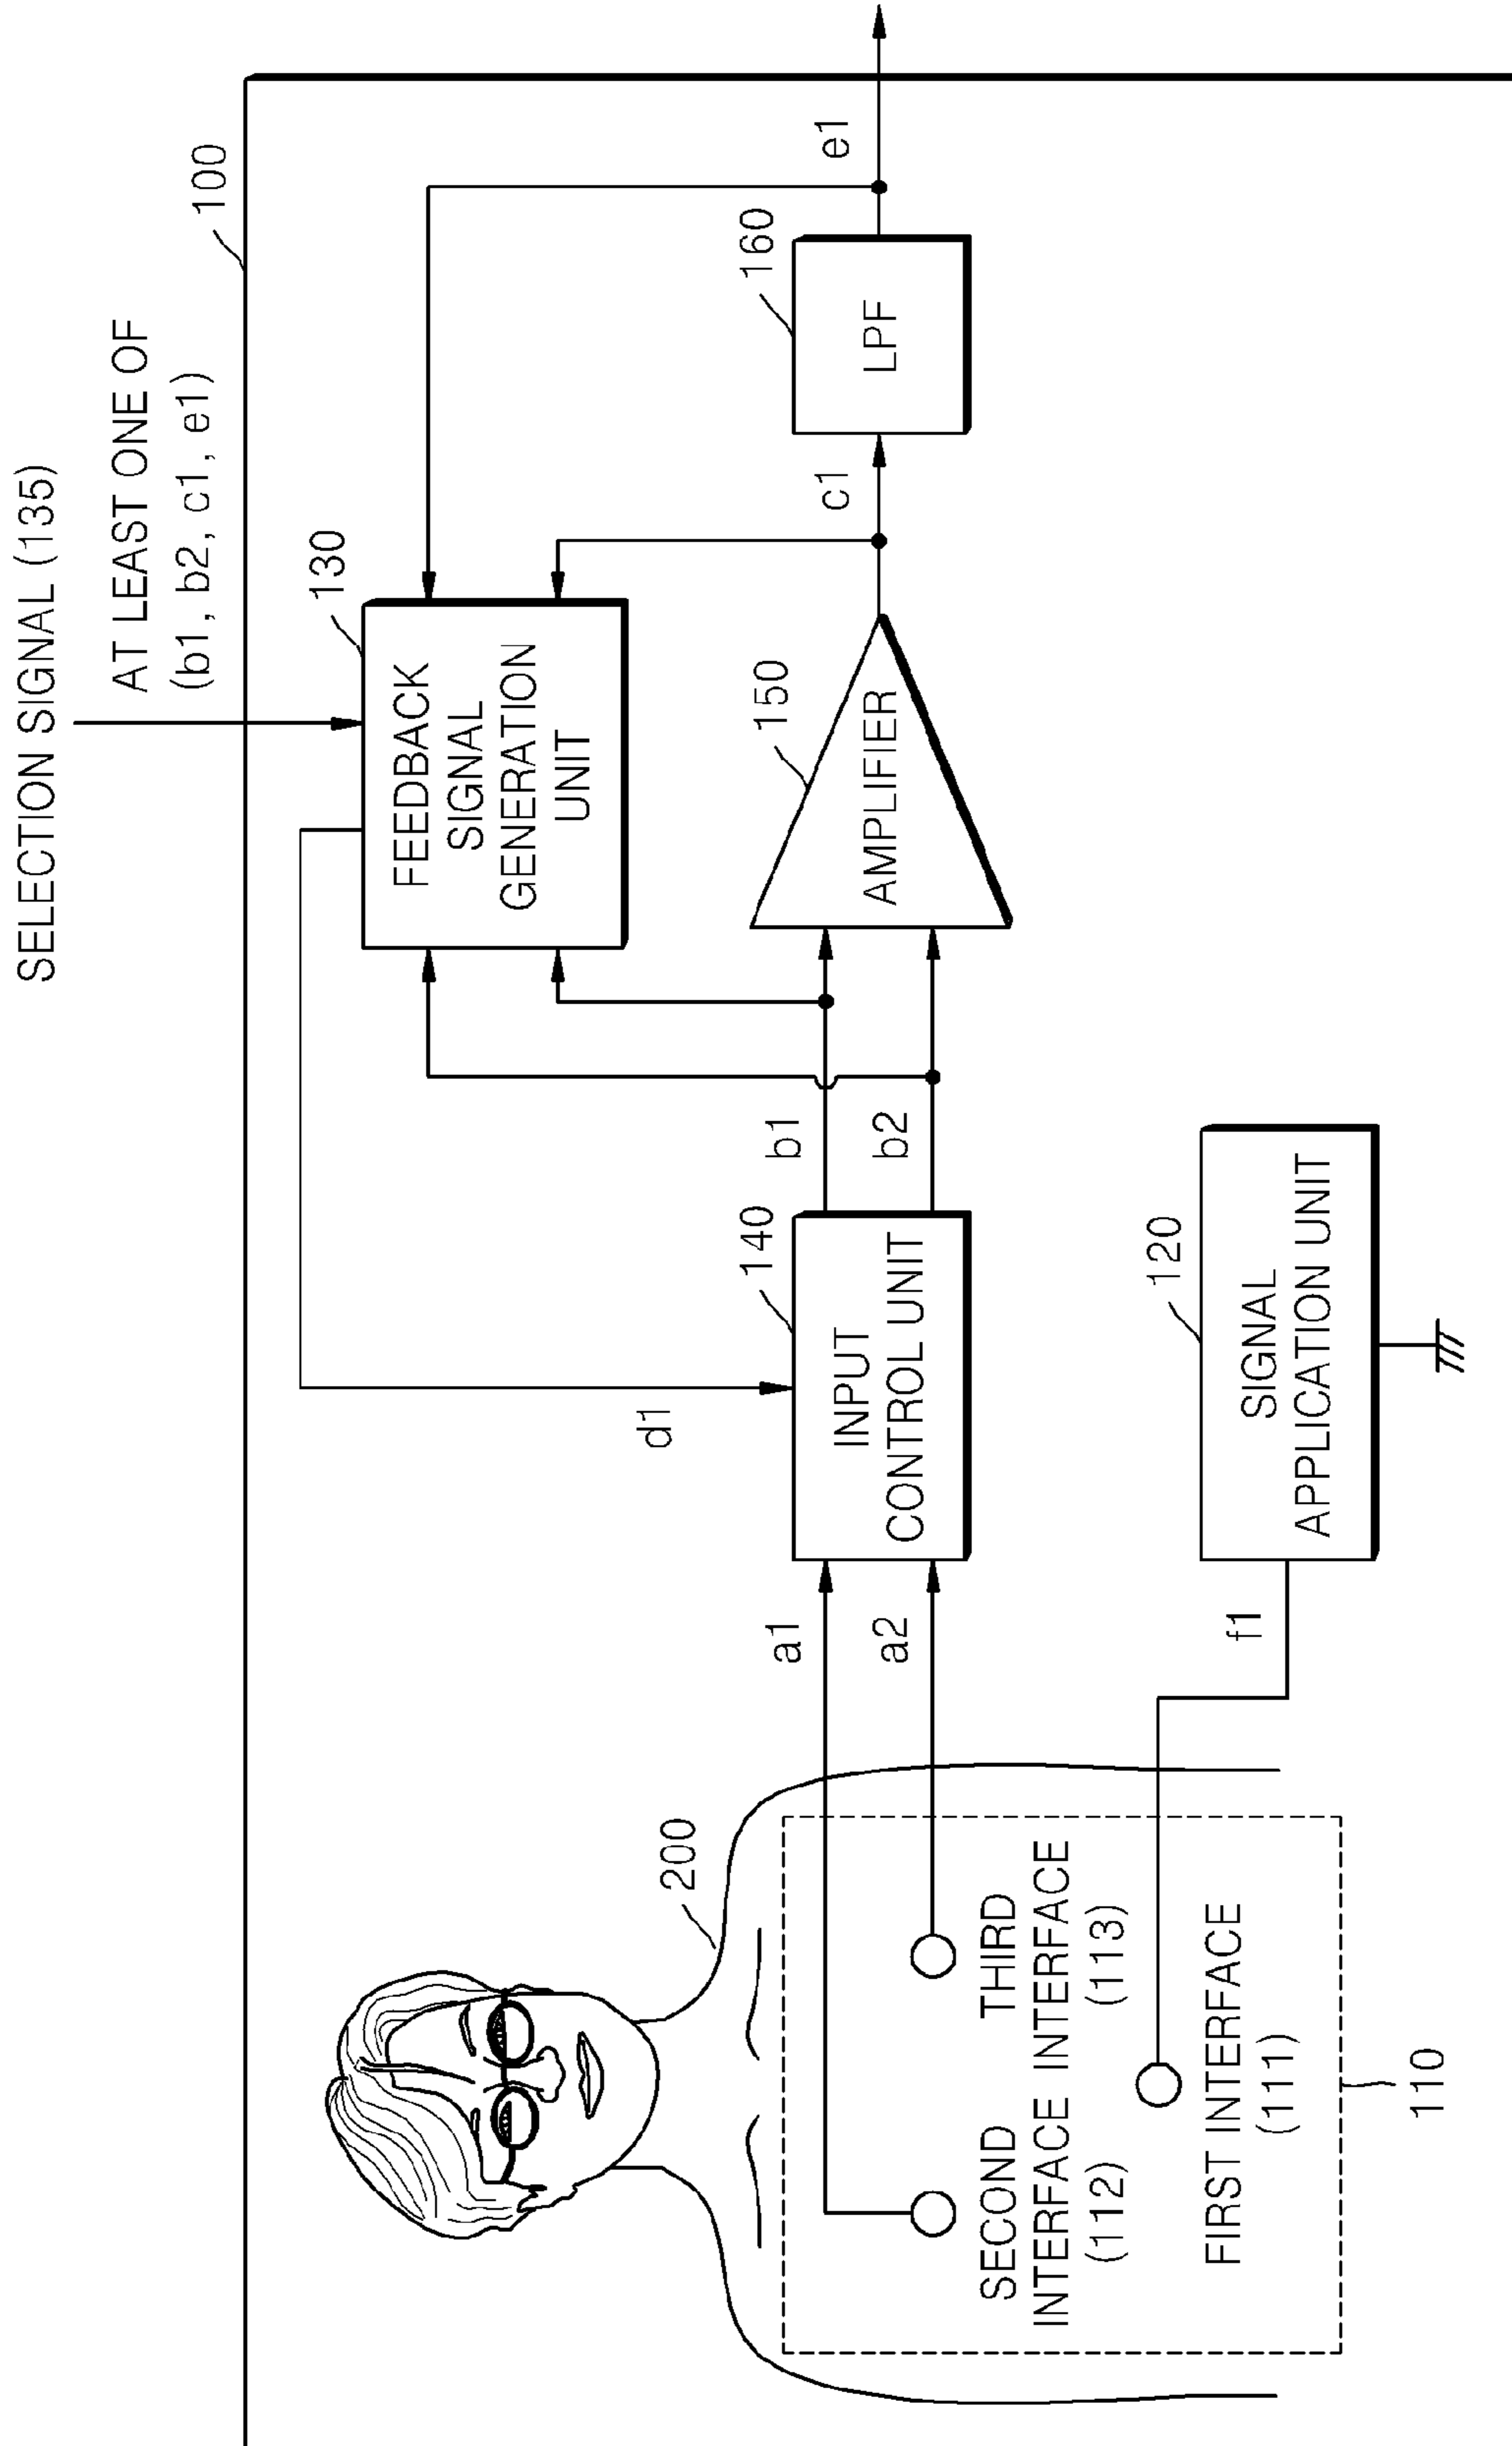 SELECTION SIGNAL (135)
AT LEAST ONE OF
(b1, b2, c1, e1)
100
130
FEEDBACK
SIGNAL
GENERATION
UNIT
d1
200
140
150
160
a1
b1
c1
e1
INPUT
CONTROL UNIT
AMPLIFIER
LPF
a2
b2
SECOND
INTERFACE
(112)
THIRD
INTERFACE
(113)
120
FIRST INTERFACE
(111)
f1
SIGNAL
APPLICATION UNIT
110